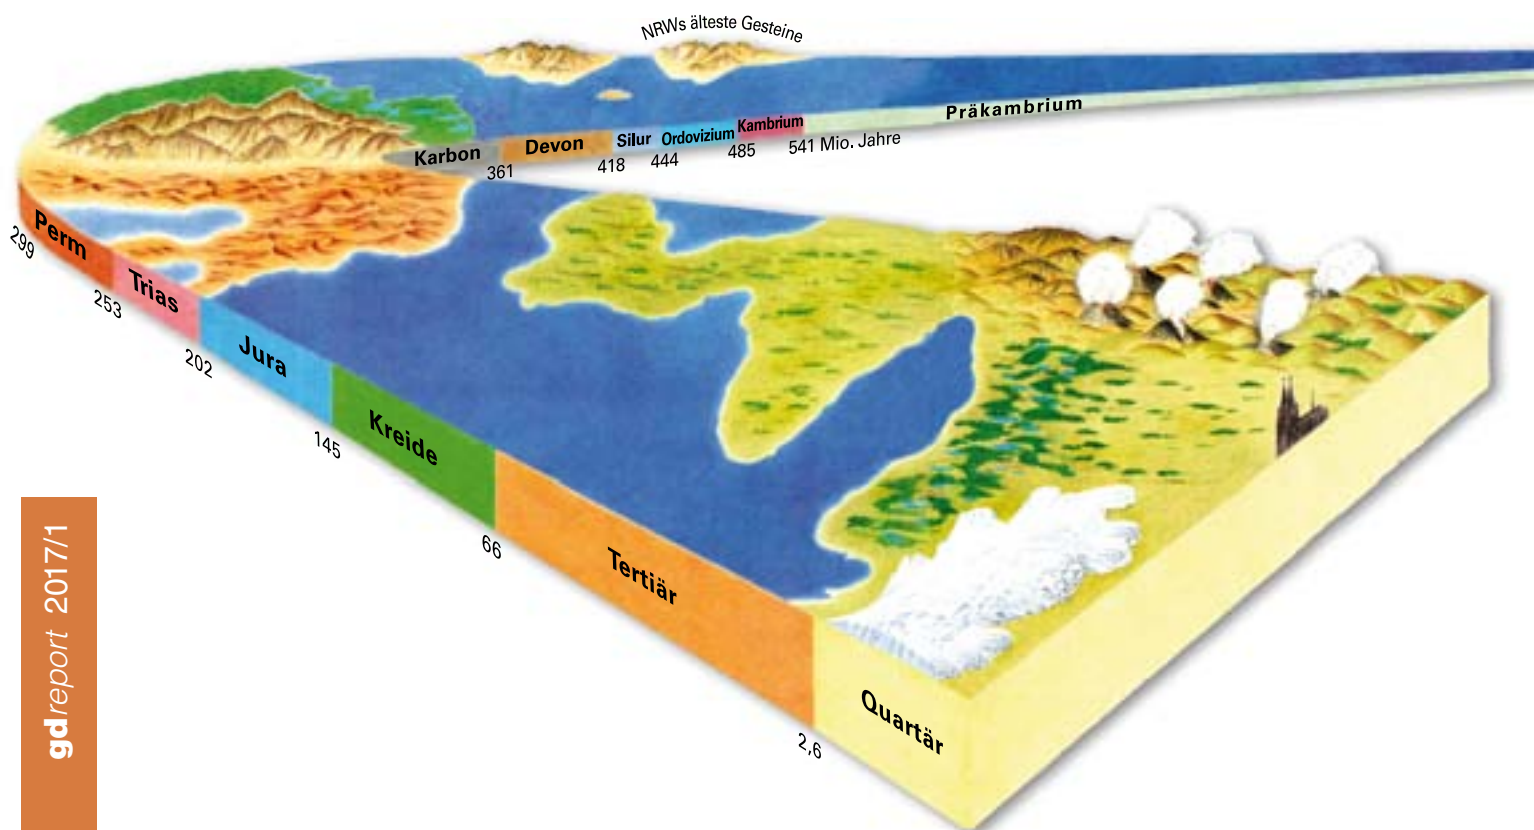 NRWs älteste Gesteine
Präkambrium
541 Mio. Jahre
Kambrium
485
Ordovizium
444
Silur
418
Devon
361
Karbon
299
Perm
253
Trias
202
Jura
145
Kreide
66
Tertiär
2,6
Quartär
gdreport 2017/1